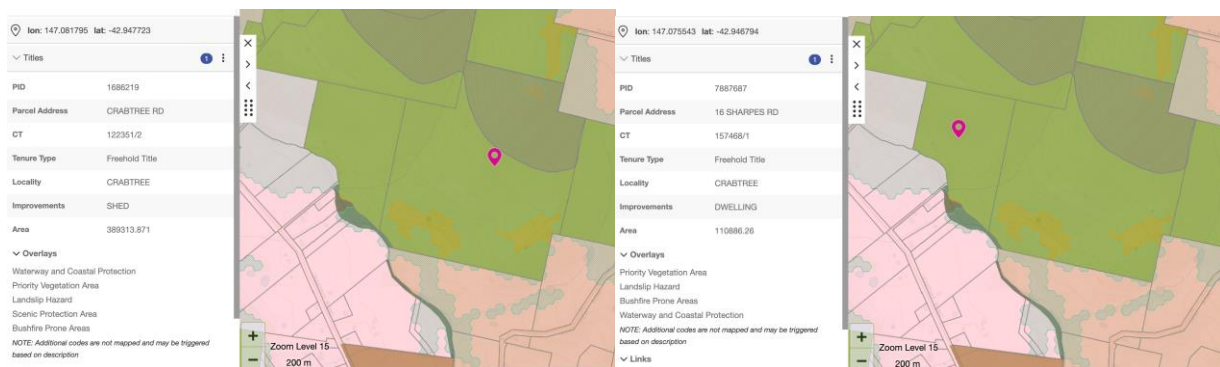 lon: 147.081795 lat: -42.947723
Titles 1
PID 1686219
Parcel Address CRABTREE RD
CT 122351/2
Tenure Type Freehold Title
Locality CRABTREE
Improvements SHED
Area 389313.871
Overlays
Waterway and Coastal Protection
Priority Vegetation Area
Landslip Hazard
Scenic Protection Area
Bushfire Prone Areas
NOTE: Additional codes are not mapped and may be triggered
based on description
Zoom Level 15
200 m
lon: 147.075543 lat: -42.946794
Titles 1
PID 7887687
Parcel Address 16 SHARPES RD
CT 157468/1
Tenure Type Freehold Title
Locality CRABTREE
Improvements DWELLING
Area 110886.26
Overlays
Priority Vegetation Area
Landslip Hazard
Bushfire Prone Areas
Waterway and Coastal Protection
NOTE: Additional codes are not mapped and may be triggered
based on description
Links
Zoom Level 15
200 m